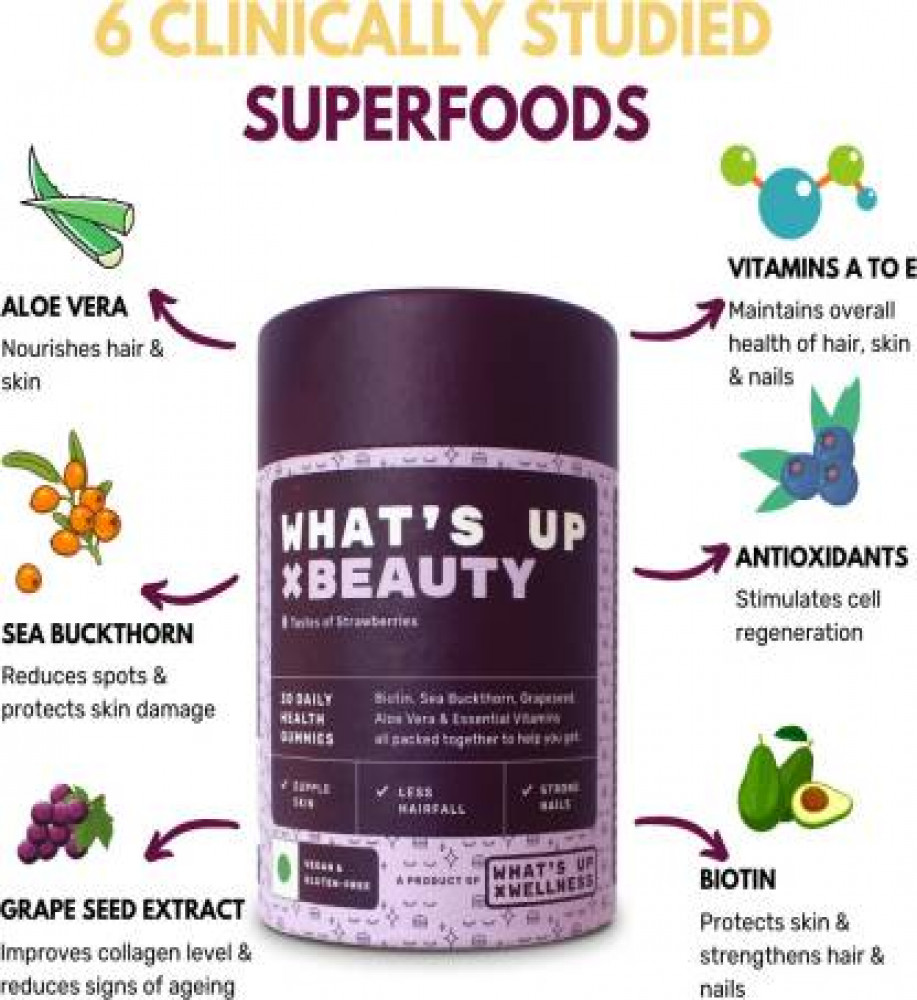 6 CLINICALLY STUDIED
SUPERFOODS
ALOE VERA
Nourishes hair &
skin
SEA BUCKTHORN
Reduces spots &
protects skin damage
GRAPE SEED EXTRACT
Improves collagen level &
reduces signs of ageing
WHAT'S UP
BEAUTY
Tastes of Strawberries
30 DAILY
HEALTH
GUMMIES
Biotin, Sea Buckthorn, Grapeseed,
Aloe Vera & Essential Vitamins
all packed together to help you get:
✓ SUPPLE
SKIN
✓ LESS
HAIRFALL
✓ STRONG
NAILS
VEGAN &
GLUTEN-FREE
A PRODUCT OF
WHAT'S UP
WELLNESS
VITAMINS A TO E
Maintains overall
health of hair, skin
& nails
ANTIOXIDANTS
Stimulates cell
regeneration
BIOTIN
Protects skin &
strengthens hair &
nails